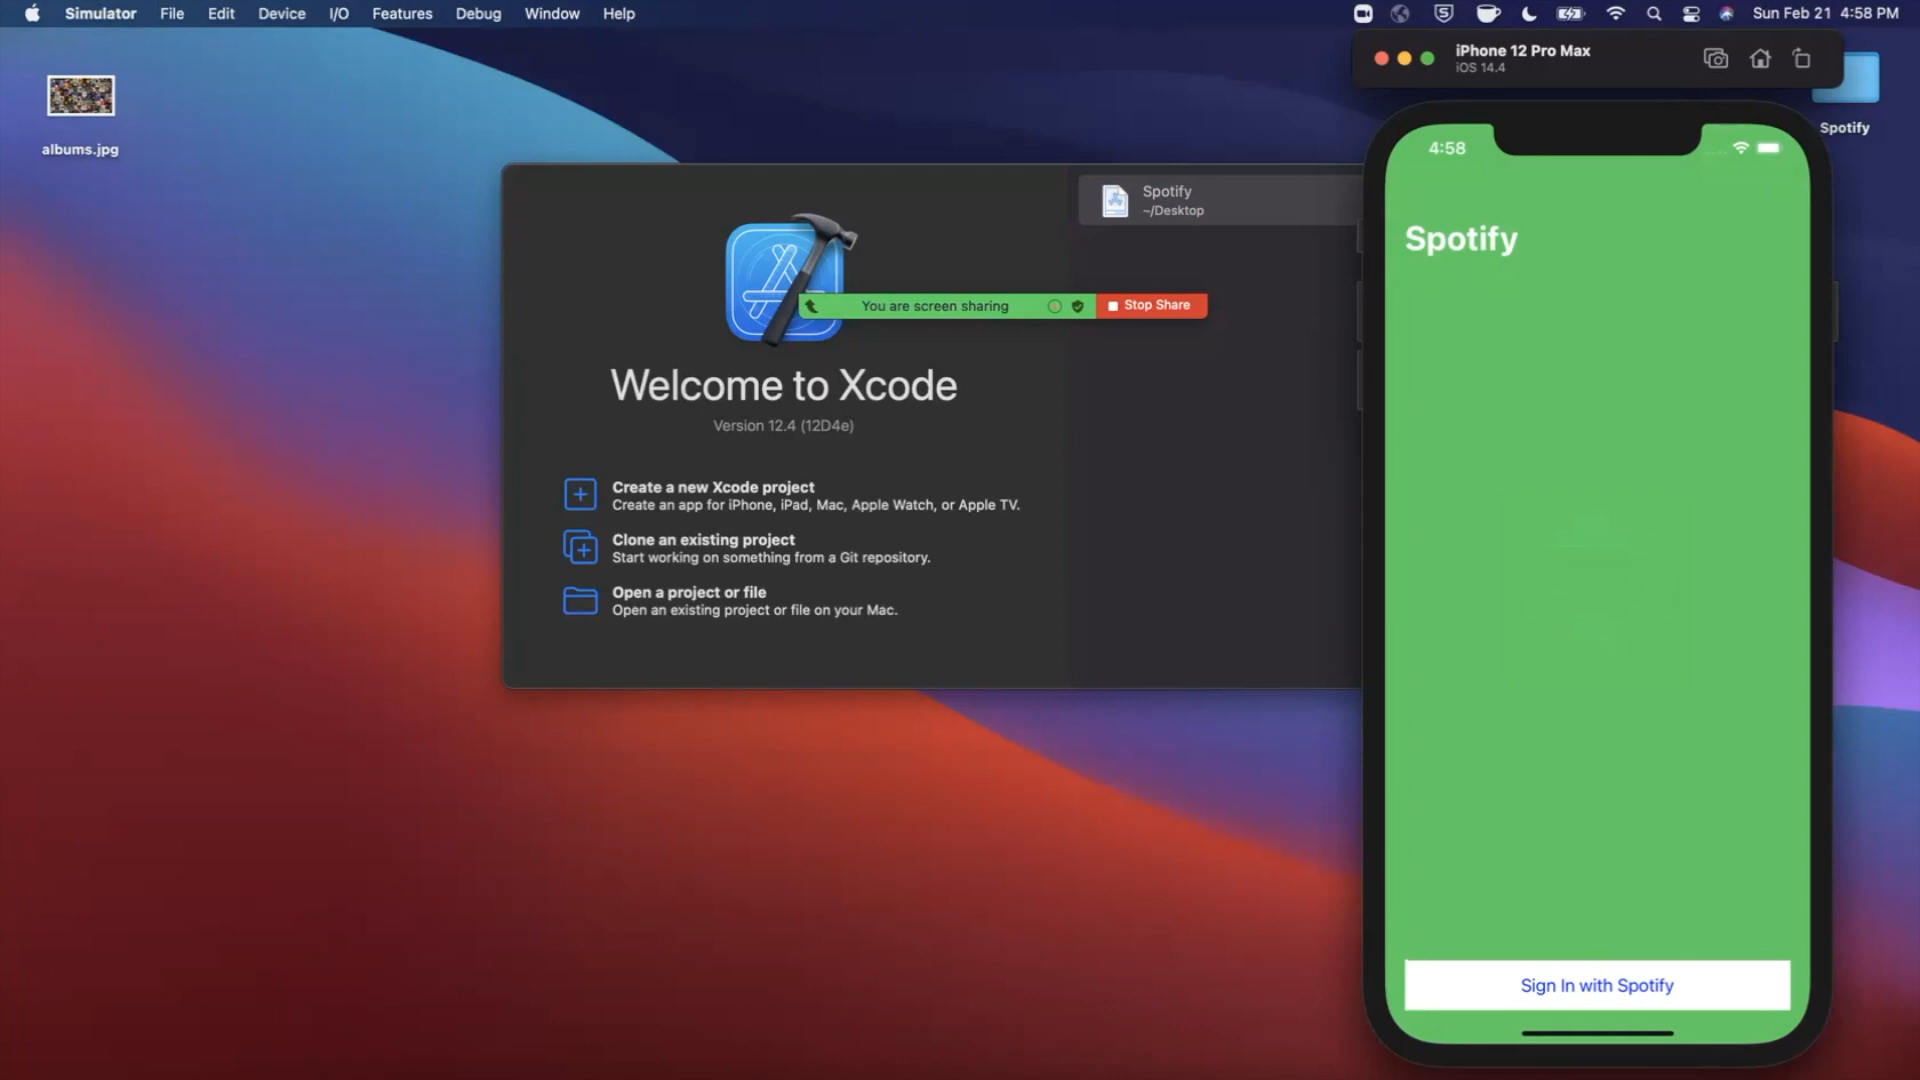 Simulator File Edit Device I/O Features Debug Window Help
Sun Feb 21 4:58 PM
albums.jpg
iPhone 12 Pro Max
iOS 14.4
Spotify
Spotify
~/Desktop
You are screen sharing
Stop Share
Welcome to Xcode
Version 12.4 (12D4e)
Create a new Xcode project
Create an app for iPhone, iPad, Mac, Apple Watch, or Apple TV.
Clone an existing project
Start working on something from a Git repository.
Open a project or file
Open an existing project or file on your Mac.
4:58
Spotify
Sign In with Spotify